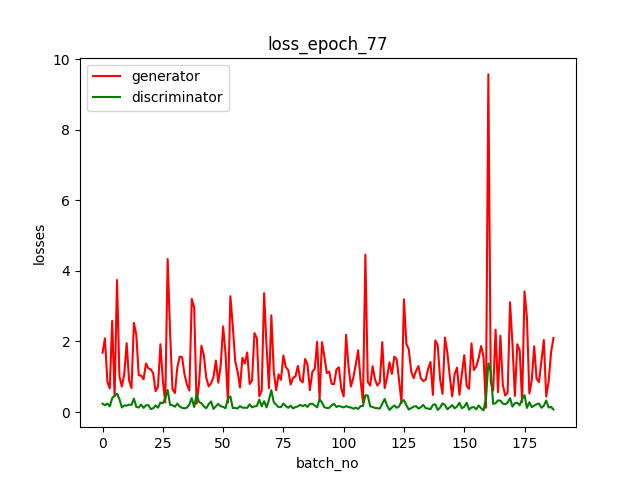 loss_epoch_77
generator
discriminator
losses
10
8
6
4
2
0
0 25 50 75 100 125 150 175
batch_no